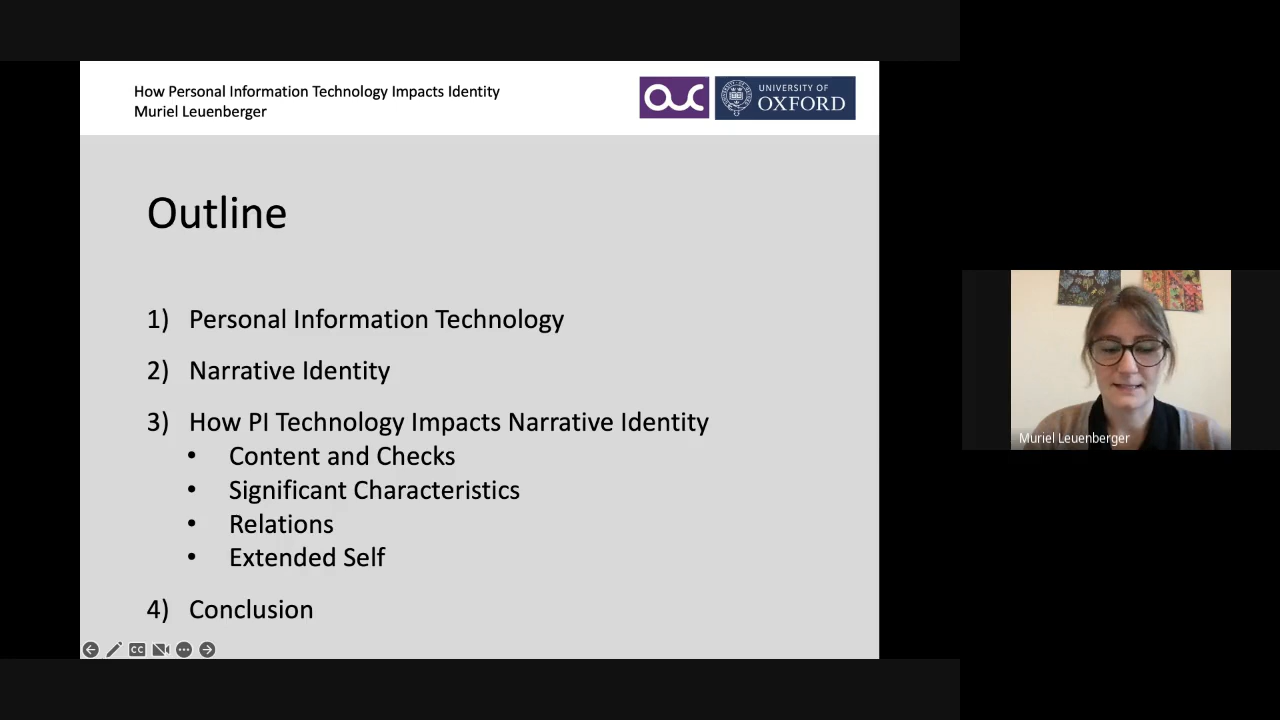 How Personal Information Technology Impacts Identity
Muriel Leuenberger
OUC
UNIVERSITY OF
OXFORD
Outline
1) Personal Information Technology
2) Narrative Identity
3) How PI Technology Impacts Narrative Identity
• Content and Checks
• Significant Characteristics
• Relations
• Extended Self
4) Conclusion
CC
Muriel Leuenberger